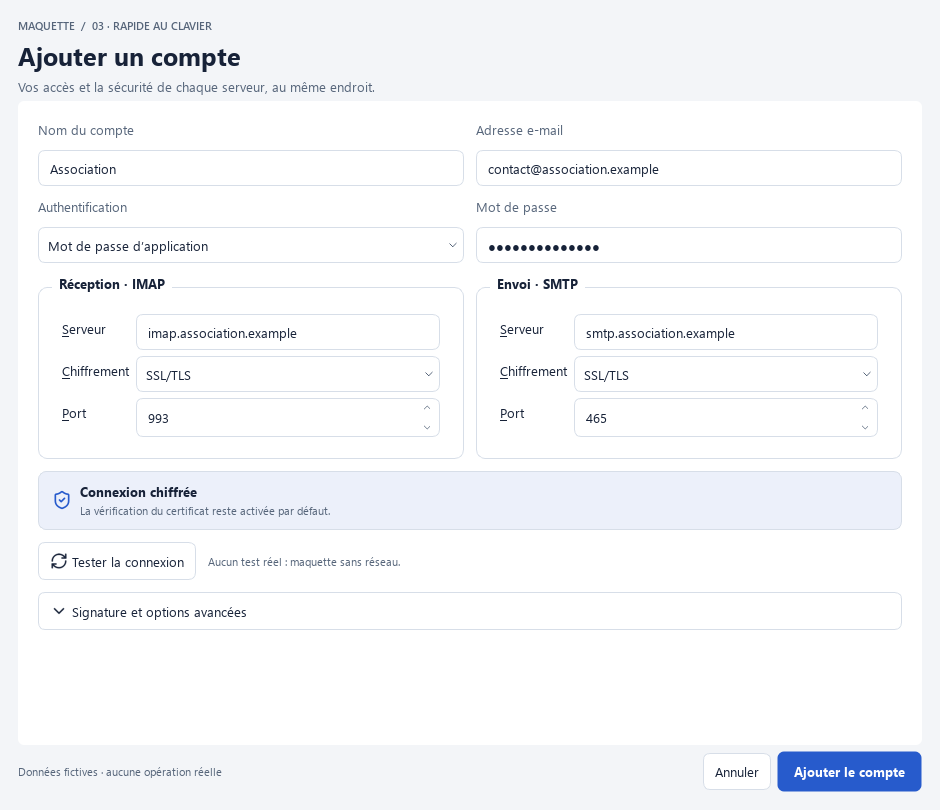 MAQUETTE / 03 · RAPIDE AU CLAVIER
Ajouter un compte
Vos accès et la sécurité de chaque serveur, au même endroit.
Nom du compte
Adresse e-mail
Association
contact@association.example
Authentification
Mot de passe
Mot de passe d'application
●●●●●●●●●●●●●●
Réception · IMAP
Serveur
imap.association.example
Chiffrement
SSL/TLS
Port
993
Envoi · SMTP
Serveur
smtp.association.example
Chiffrement
SSL/TLS
Port
465
Connexion chiffrée
La vérification du certificat reste activée par défaut.
Tester la connexion
Aucun test réel : maquette sans réseau.
Signature et options avancées
Données fictives · aucune opération réelle
Annuler
Ajouter le compte